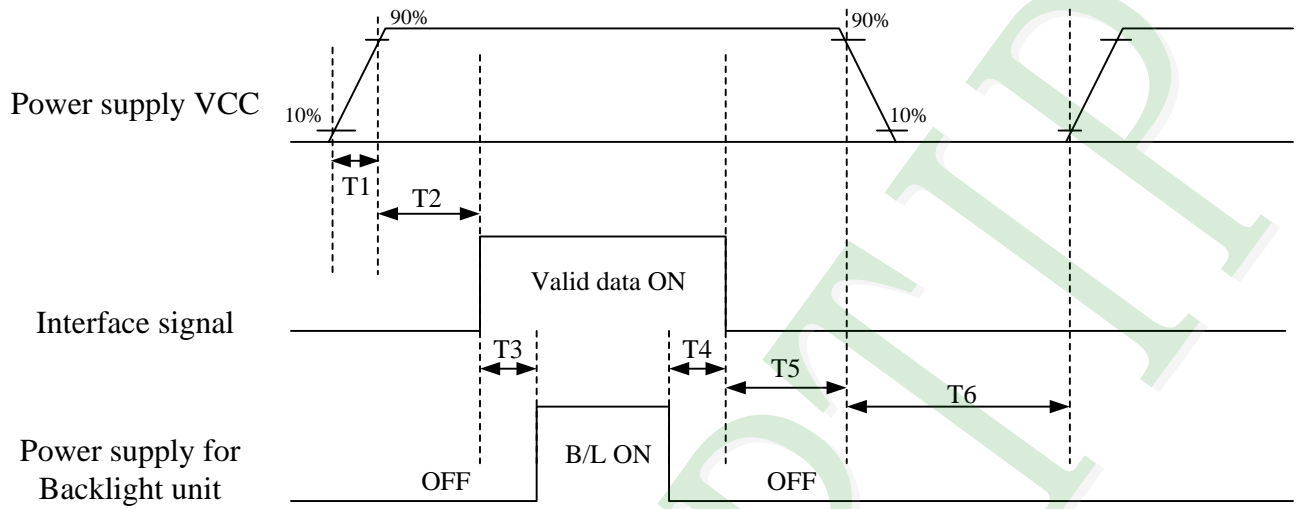 90%
90%
Power supply VCC
10%
10%
T1
T2
Valid data ON
Interface signal
T3
T4
T5
T6
Power supply for
Backlight unit
OFF
B/L ON
OFF